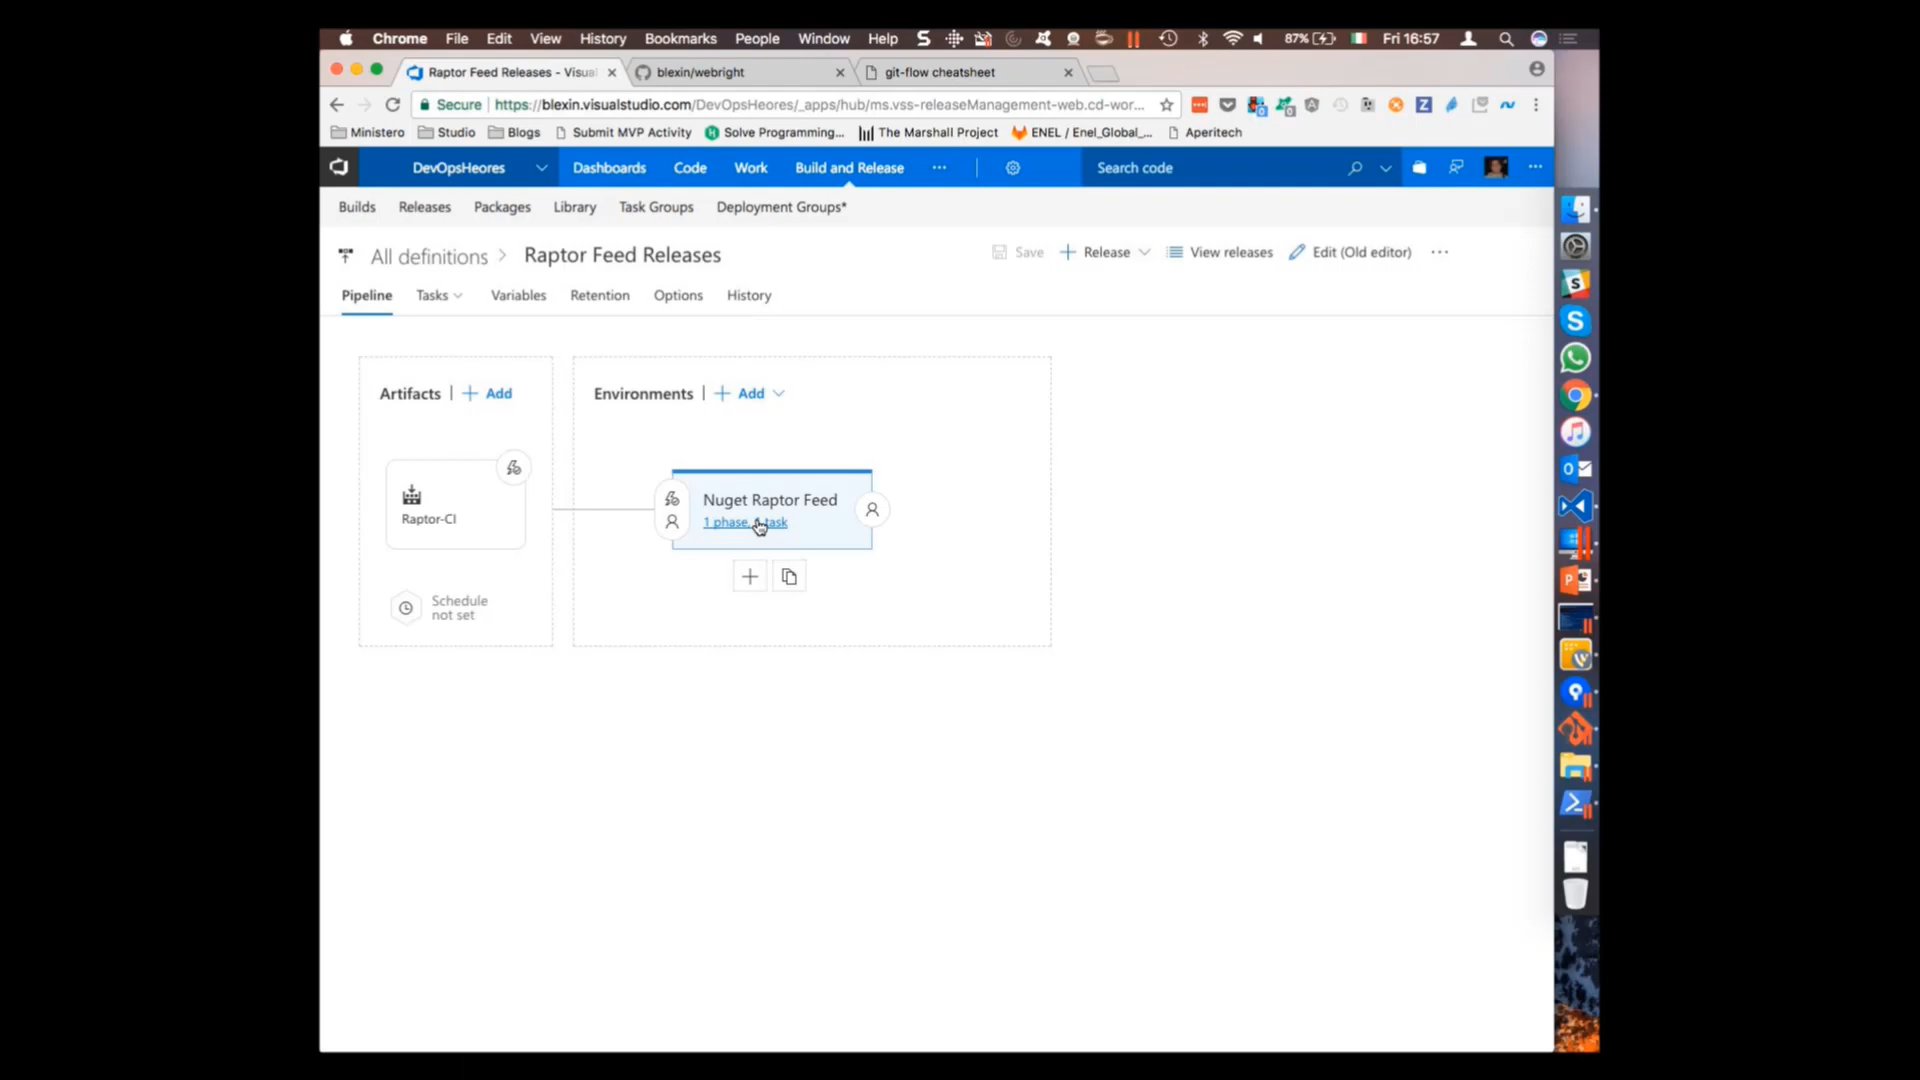 Chrome File Edit View History Bookmarks People Window Help 87% Fri 16:57
Raptor Feed Releases - Visua blexin/webright git-flow cheatsheet
Secure https://blexin.visualstudio.com/DevOpsHeores/_apps/hub/ms.vss-releaseManagement-web.cd-wor...
Ministero Studio Blogs Submit MVP Activity Solve Programming... The Marshall Project ENEL / Enel_Global_... Aperitech
DevOpsHeores Dashboards Code Work Build and Release ... Search code
Builds Releases Packages Library Task Groups Deployment Groups*
All definitions > Raptor Feed Releases Save + Release View releases Edit (Old editor) ...
Pipeline Tasks Variables Retention Options History
Artifacts | + Add Environments | + Add
Raptor-CI
Nuget Raptor Feed
1 phase, task
Schedule
not set